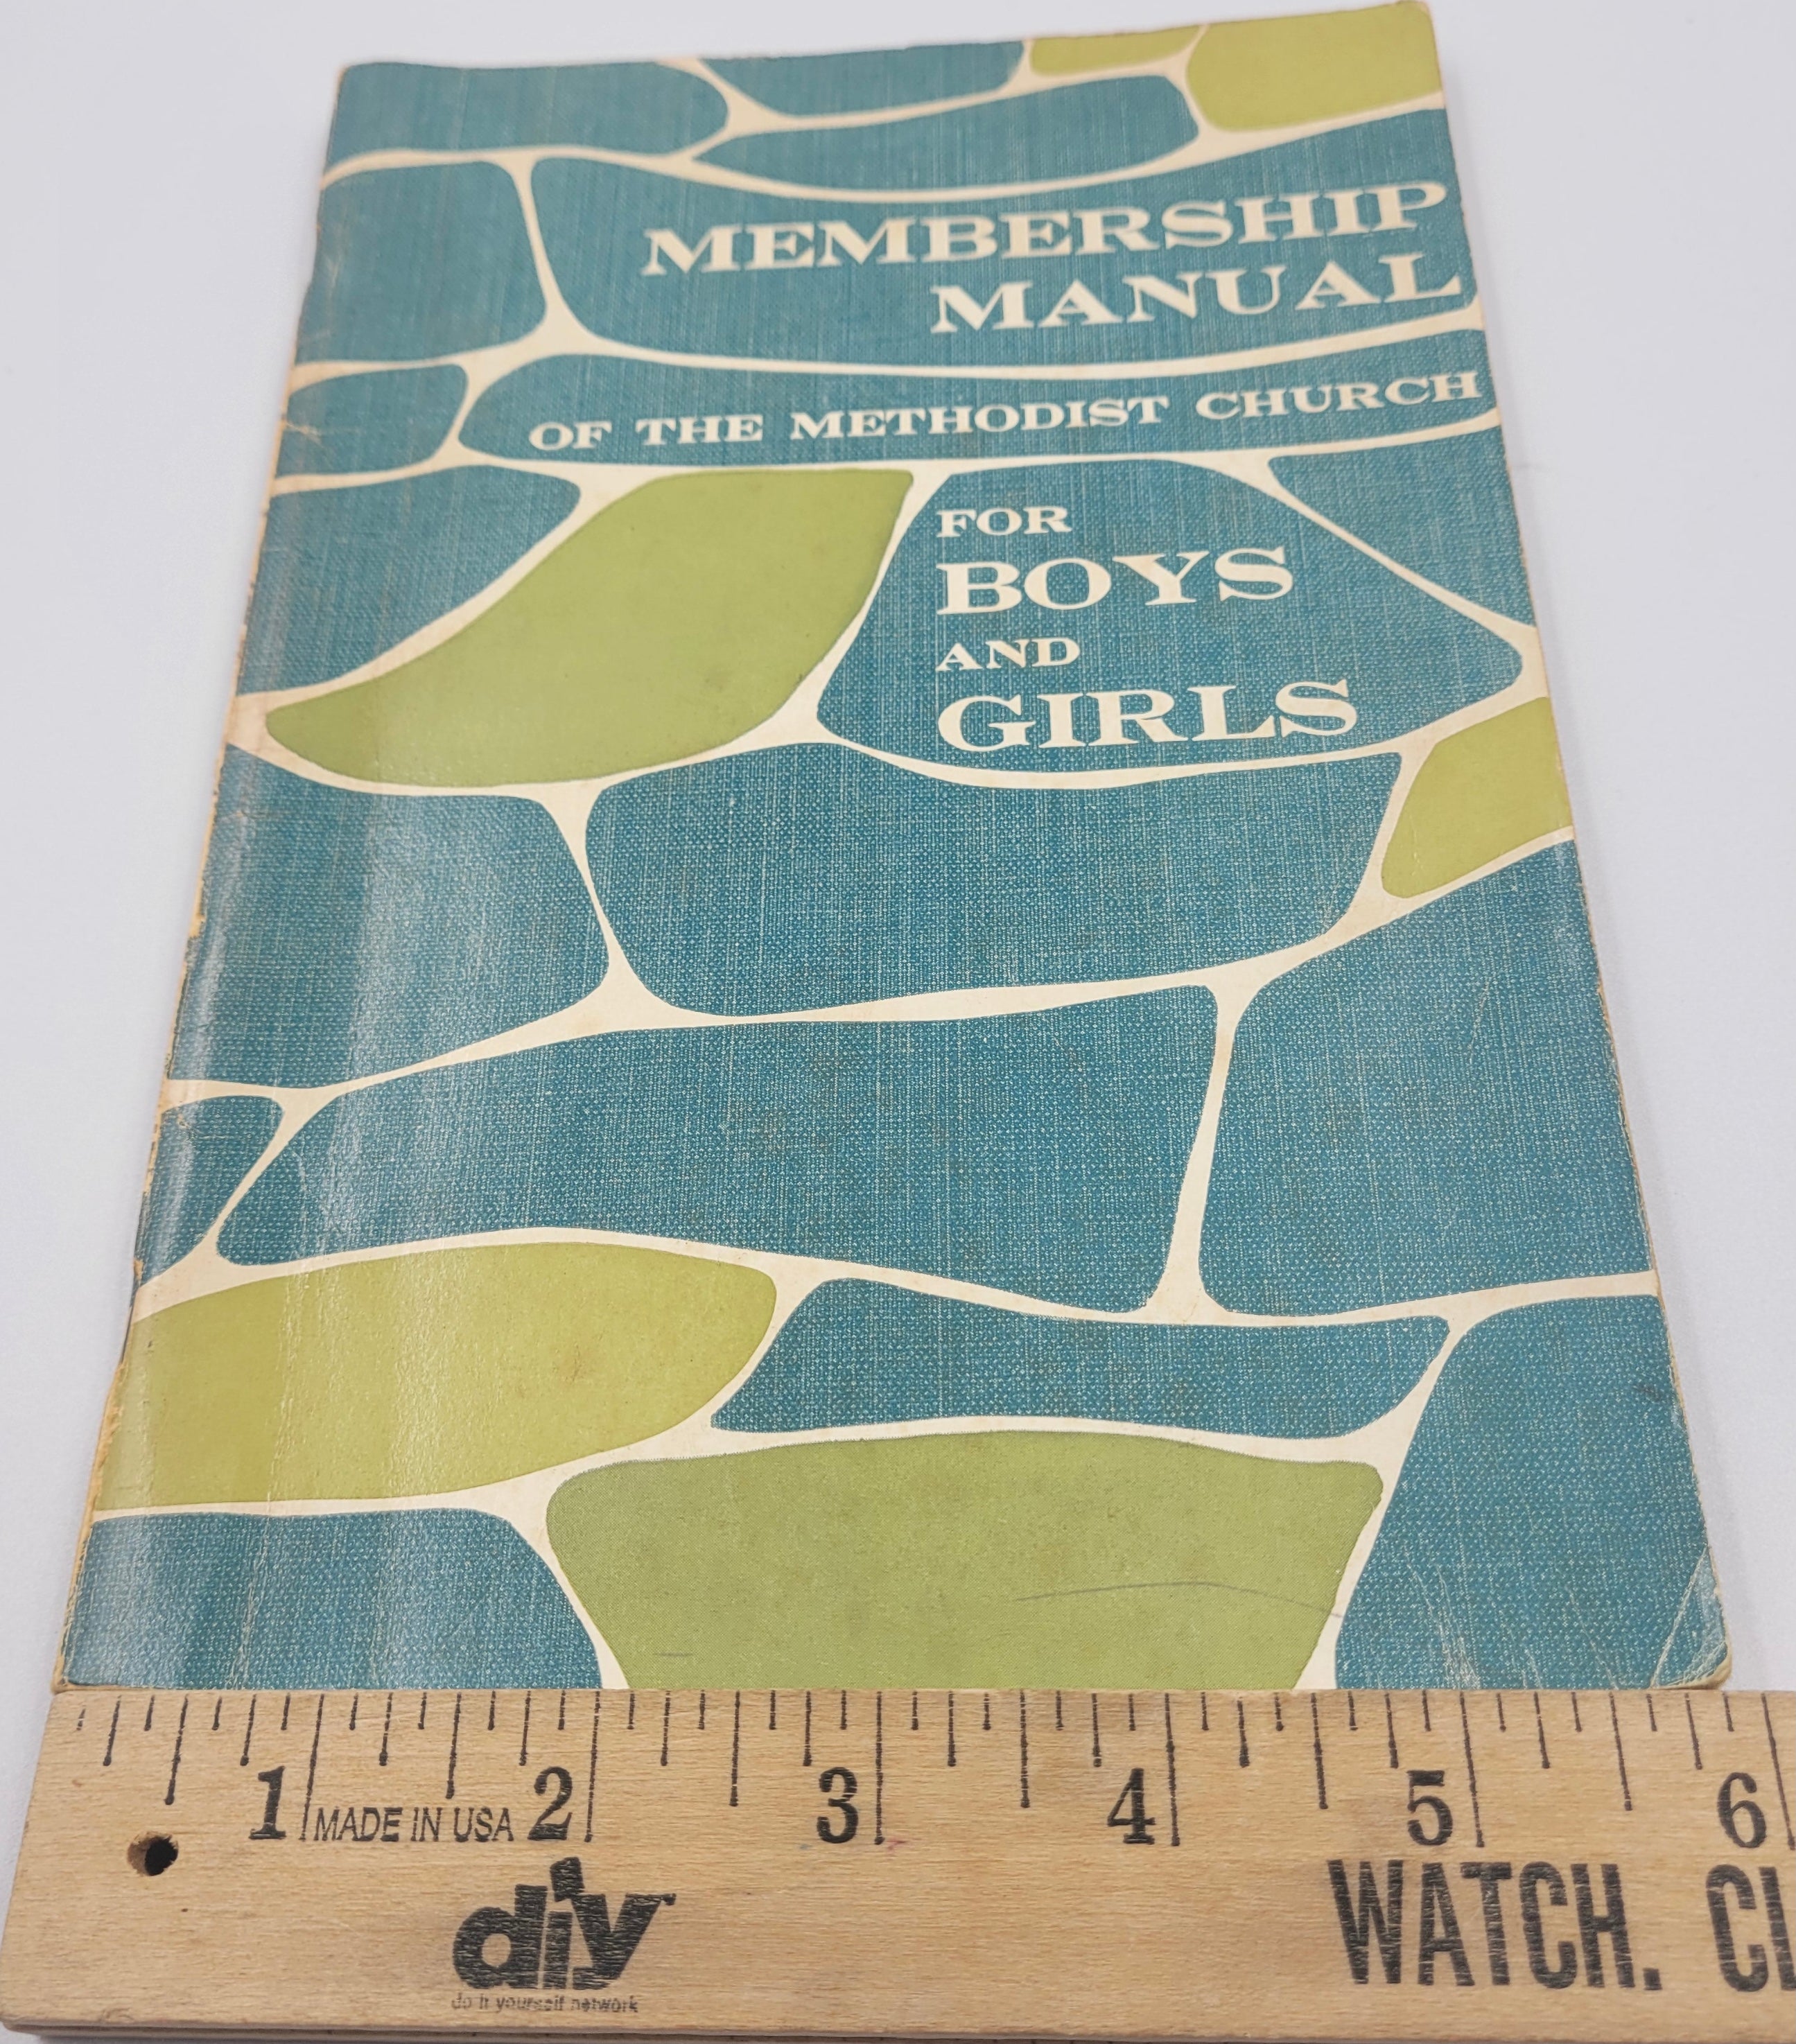 MEMBERSHIP
MANUAL
OF THE METHODIST CHURCH
FOR
BOYS
AND
GIRLS
1 2 3 4 5 6
MADE IN USA
diy
do it yourself network
WATCH. CL